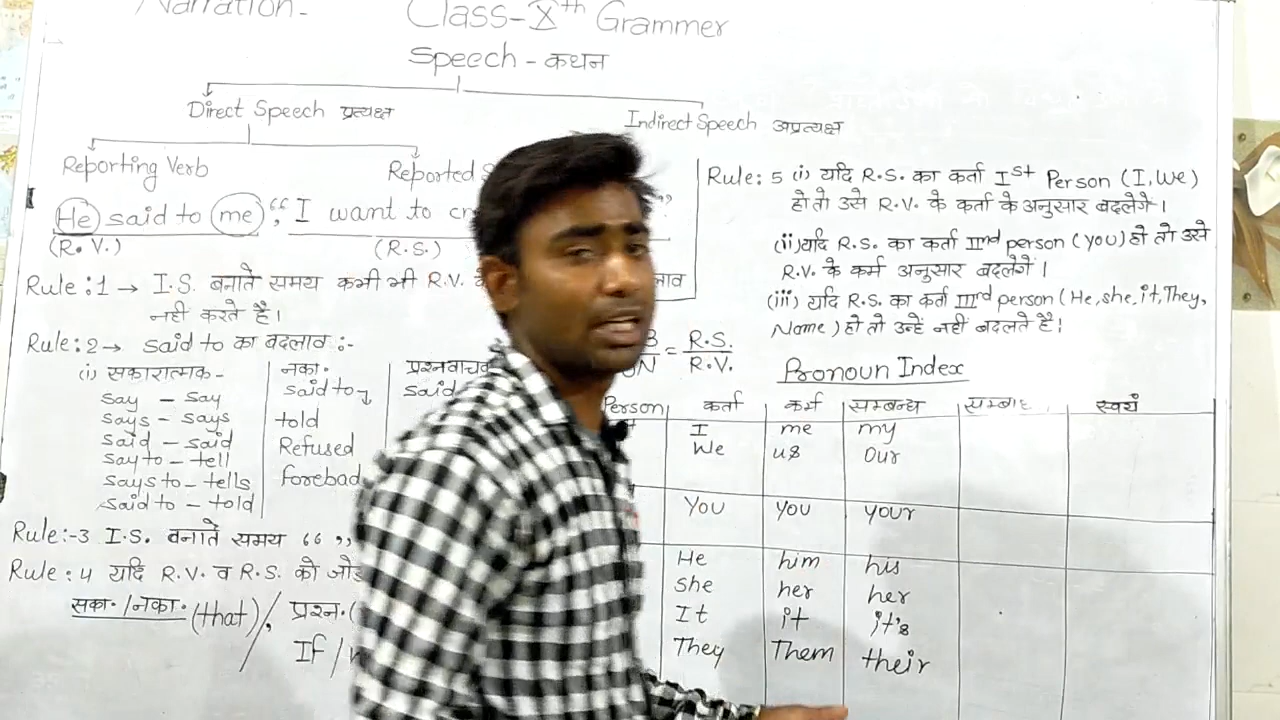 Narration-
Class-Xth Grammer
Speech - कथन
Direct Speech प्रत्यक्ष
Indirect Speech अप्रत्यक्ष
Reporting Verb
Reported
He said to me “ I want to
”
(R.V.)
(R.S.)
Rule:1 → I.S. बनाते समय कभी भी R.V.
नहीं करते है।
Rule:2→ Said to का बदलाव :-
(i) सकारात्मक-
say - say
says - says
said - said
say to - tell
says to - tells
said to - told
नका.
said to
told
Refused
forebad
प्रश्नवाचक
said
Rule:-3 I.S. बनाते समय “ ”
Rule: 4 यदि R.V. व R.S. को
सका./नका. (that)/, प्रश्न.(
If /
Rule: 5 (i) यदि R.S. का कर्ता Ist Person (I, We)
हो तो उसे R.V. के कर्ता के अनुसार बदलेगे।
(ii) यदि R.S. का कर्ता IInd person (you) हो तो उसे
R.V. के कर्म अनुसार बदलेगें।
(iii) यदि R.S. का कर्ता IIIrd person (He, she, it, They,
Name) हो तो उन्हें नहीं बदलते है!
= R.S.
R.V.
Pronoun Index
Person कर्ता कर्म सम्बन्ध स्वयं
I me my
We us Our
You you your
He him his
She her her
It it it's
They Them their